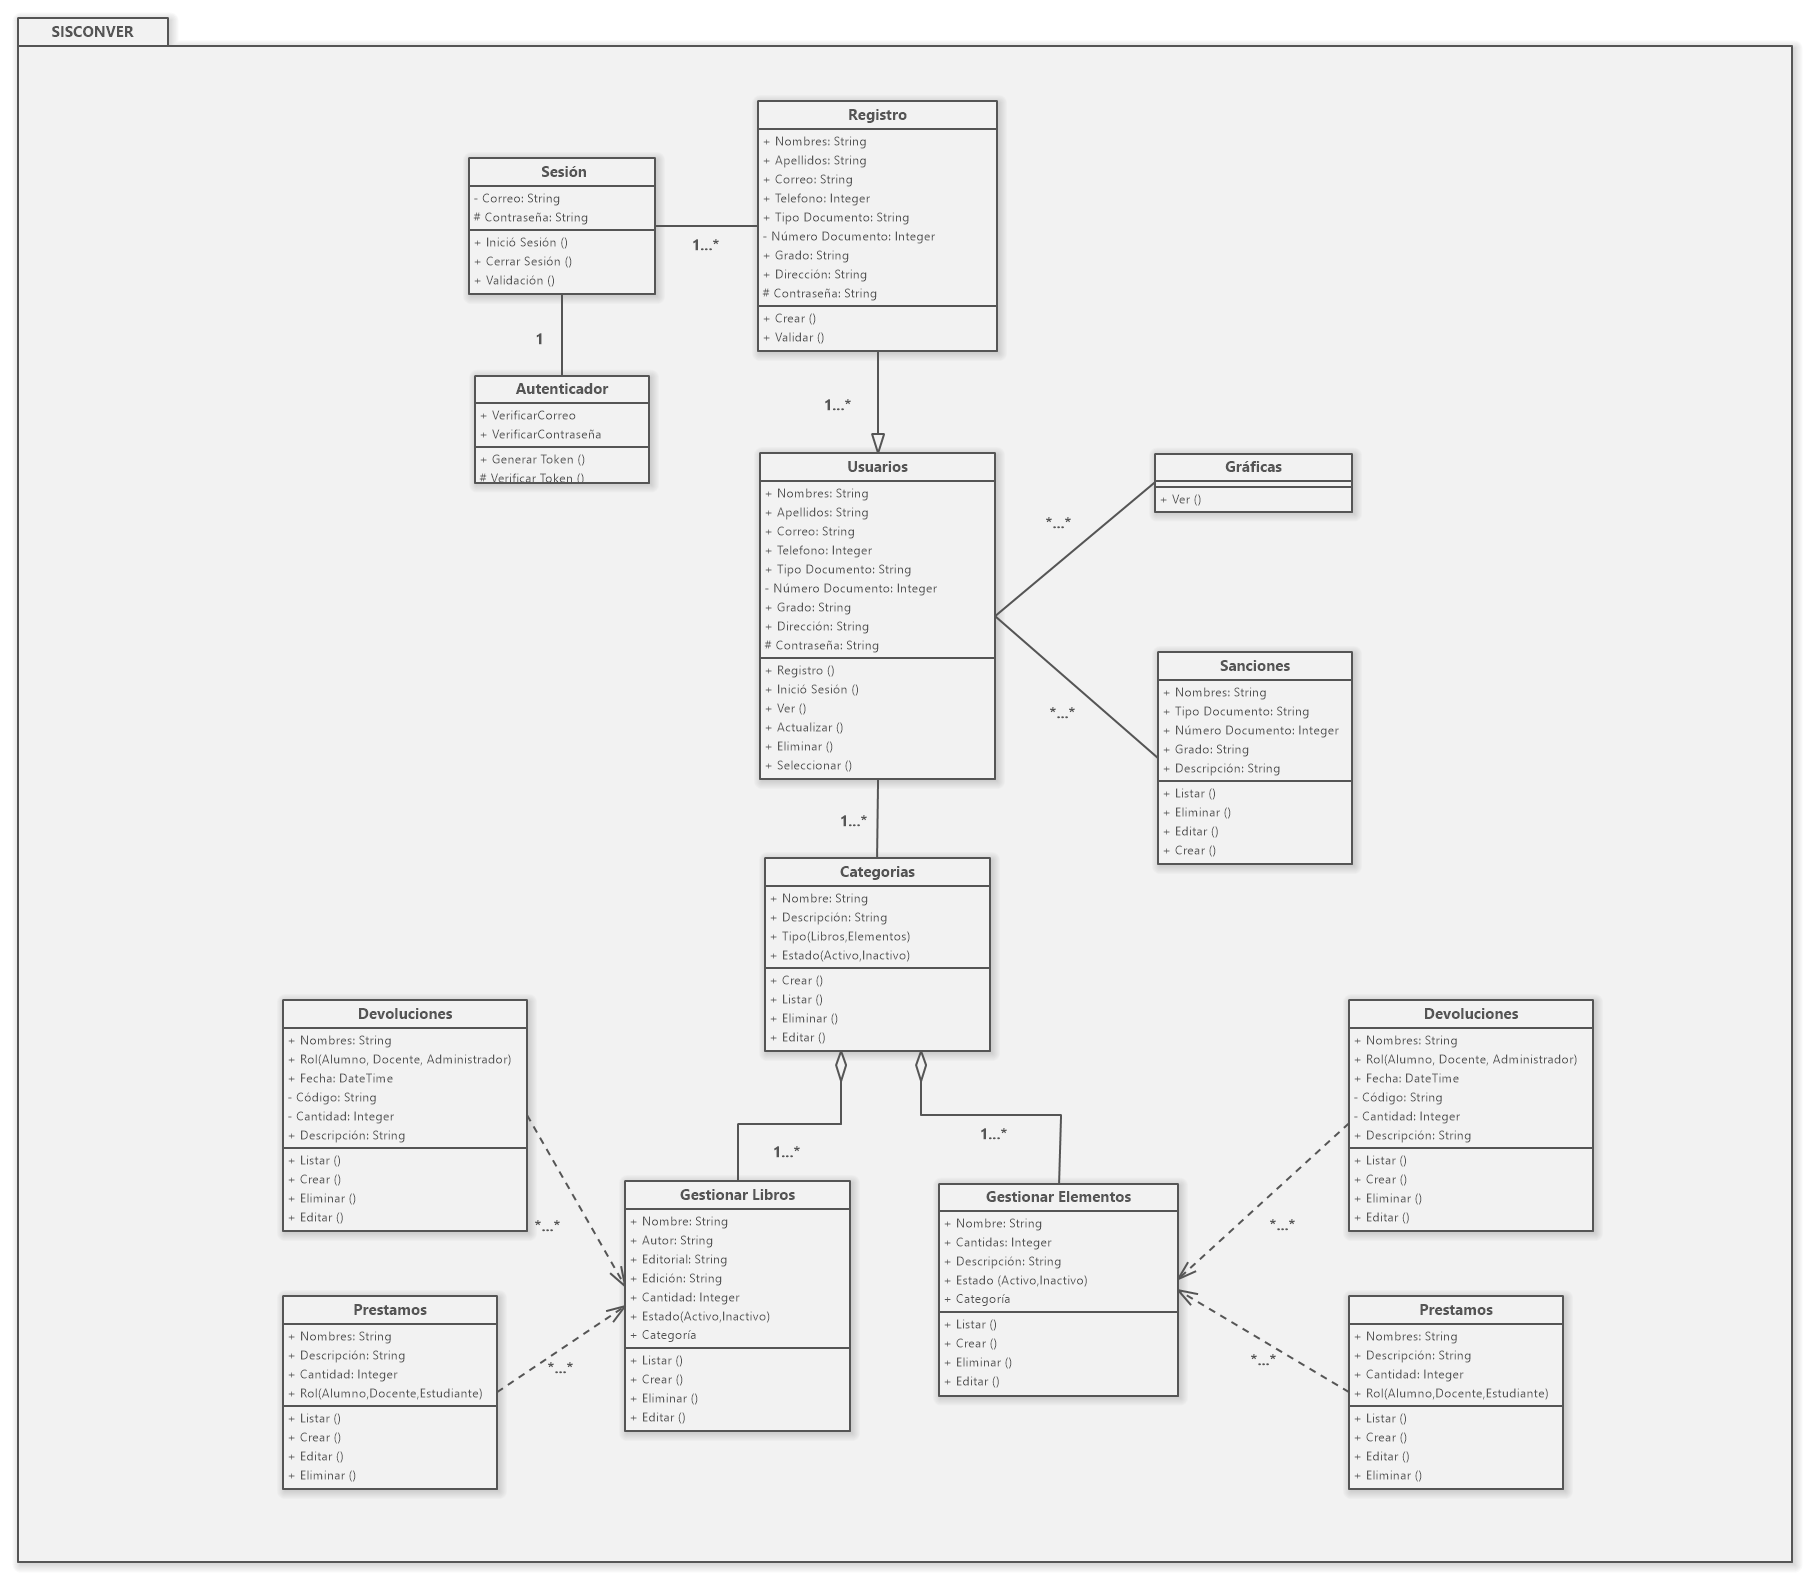 SISCONVER
Registro
+ Nombres: String
+ Apellidos: String
+ Correo: String
+ Telefono: Integer
+ Tipo Documento: String
- Número Documento: Integer
+ Grado: String
+ Dirección: String
# Contraseña: String
+ Crear ()
+ Validar ()
Sesión
- Correo: String
# Contraseña: String
+ Inició Sesión ()
+ Cerrar Sesión ()
+ Validación ()
1...*
1
1...*
Autenticador
+ VerificarCorreo
+ VerificarContraseña
+ Generar Token ()
# Verificar Token ()
Usuarios
+ Nombres: String
+ Apellidos: String
+ Correo: String
+ Telefono: Integer
+ Tipo Documento: String
- Número Documento: Integer
+ Grado: String
+ Dirección: String
# Contraseña: String
+ Registro ()
+ Inició Sesión ()
+ Ver ()
+ Actualizar ()
+ Eliminar ()
+ Seleccionar ()
Gráficas
+ Ver ()
*...*
*...*
Sanciones
+ Nombres: String
+ Tipo Documento: String
+ Número Documento: Integer
+ Grado: String
+ Descripción: String
+ Listar ()
+ Eliminar ()
+ Editar ()
+ Crear ()
1...*
Categorias
+ Nombre: String
+ Descripción: String
+ Tipo(Libros,Elementos)
+ Estado(Activo,Inactivo)
+ Crear ()
+ Listar ()
+ Eliminar ()
+ Editar ()
Devoluciones
+ Nombres: String
+ Rol(Alumno, Docente, Administrador)
+ Fecha: DateTime
- Código: String
- Cantidad: Integer
+ Descripción: String
+ Listar ()
+ Crear ()
+ Eliminar ()
+ Editar ()
Devoluciones
+ Nombres: String
+ Rol(Alumno, Docente, Administrador)
+ Fecha: DateTime
- Código: String
- Cantidad: Integer
+ Descripción: String
+ Listar ()
+ Crear ()
+ Eliminar ()
+ Editar ()
1...*
1...*
*...*
*...*
Gestionar Libros
+ Nombre: String
+ Autor: String
+ Editorial: String
+ Edición: String
+ Cantidad: Integer
+ Estado(Activo,Inactivo)
+ Categoría
+ Listar ()
+ Crear ()
+ Eliminar ()
+ Editar ()
Gestionar Elementos
+ Nombre: String
+ Cantidas: Integer
+ Descripción: String
+ Estado (Activo,Inactivo)
+ Categoría
+ Listar ()
+ Crear ()
+ Eliminar ()
+ Editar ()
Prestamos
+ Nombres: String
+ Descripción: String
+ Cantidad: Integer
+ Rol(Alumno,Docente,Estudiante)
+ Listar ()
+ Crear ()
+ Editar ()
+ Eliminar ()
*...*
*...*
Prestamos
+ Nombres: String
+ Descripción: String
+ Cantidad: Integer
+ Rol(Alumno,Docente,Estudiante)
+ Listar ()
+ Crear ()
+ Editar ()
+ Eliminar ()